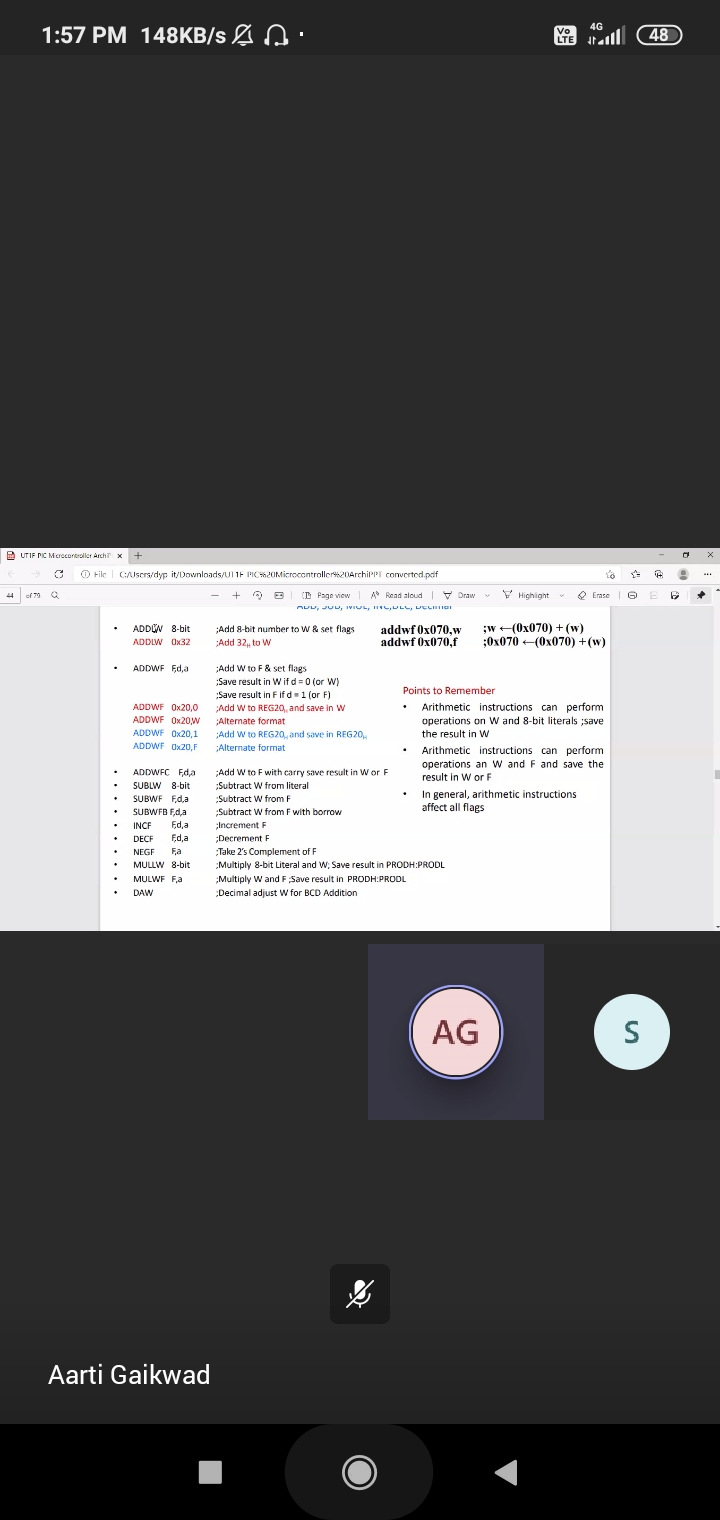 1:57 PM 148KB/s
Vo LTE 4G 48
UT1F PIC Microcontroller ArchiP
File C:/Users/dyp it/Downloads/UT1F PIC%20Microcontroller%20ArchiPPT converted.pdf
44 of 79 Page view Read aloud Draw Highlight Erase
ADD, SUB, MUL, INC,DEC, Decimal
• ADDLW 8-bit ;Add 8-bit number to W & set flags
ADDLW 0x32 ;Add 32H to W
addwf 0x070,w ;w ←(0x070) + (w)
addwf 0x070,f ;0x070 ←(0x070) + (w)
• ADDWF F,d,a ;Add W to F & set flags
;Save result in W if d = 0 (or W)
;Save result in F if d = 1 (or F)
ADDWF 0x20,0 ;Add W to REG20H and save in W
ADDWF 0x20,W ;Alternate format
ADDWF 0x20,1 ;Add W to REG20H and save in REG20H
ADDWF 0x20,F ;Alternate format
• ADDWFC F,d,a ;Add W to F with carry save result in W or F
• SUBLW 8-bit ;Subtract W from literal
• SUBWF F,d,a ;Subtract W from F
• SUBWFB F,d,a ;Subtract W from F with borrow
• INCF F,d,a ;Increment F
• DECF F,d,a ;Decrement F
• NEGF F,a ;Take 2's Complement of F
• MULLW 8-bit ;Multiply 8-bit Literal and W; Save result in PRODH:PRODL
• MULWF F,a ;Multiply W and F ;Save result in PRODH:PRODL
• DAW ;Decimal adjust W for BCD Addition
Points to Remember
• Arithmetic instructions can perform
operations on W and 8-bit literals ;save
the result in W
• Arithmetic instructions can perform
operations an W and F and save the
result in W or F
• In general, arithmetic instructions
affect all flags
AG
S
Aarti Gaikwad